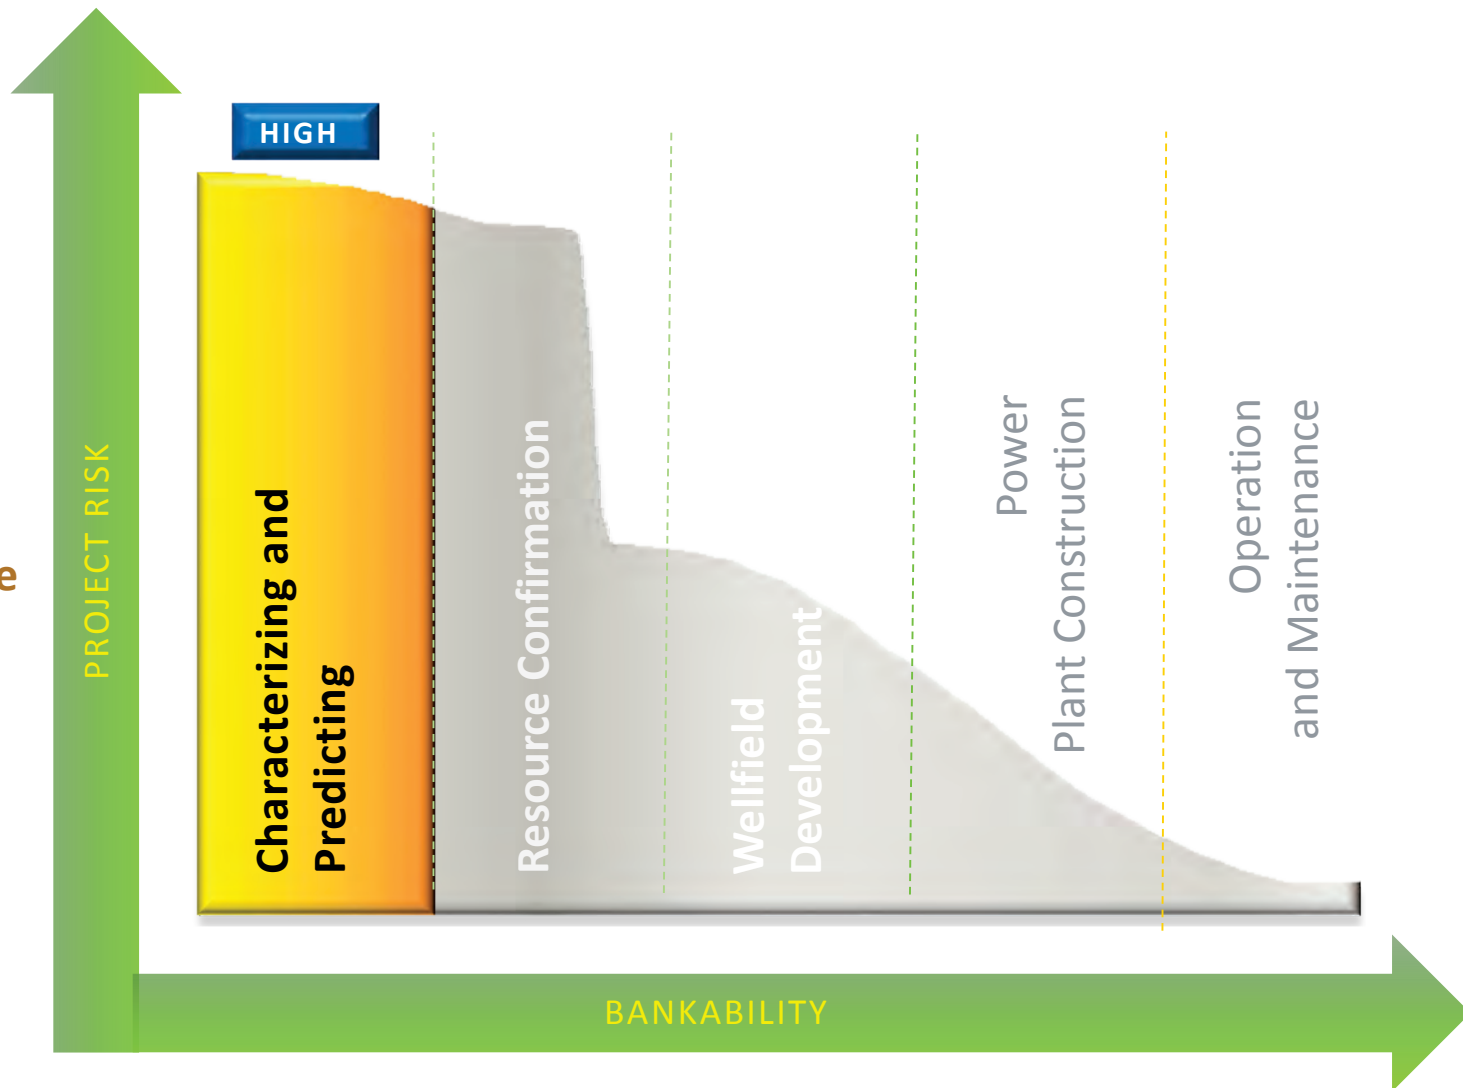 HIGH
PROJECT RISK
e
Characterizing and
Predicting
Resource Confirmation
Wellfield
Development
Power
Plant Construction
Operation
and Maintenance
BANKABILITY